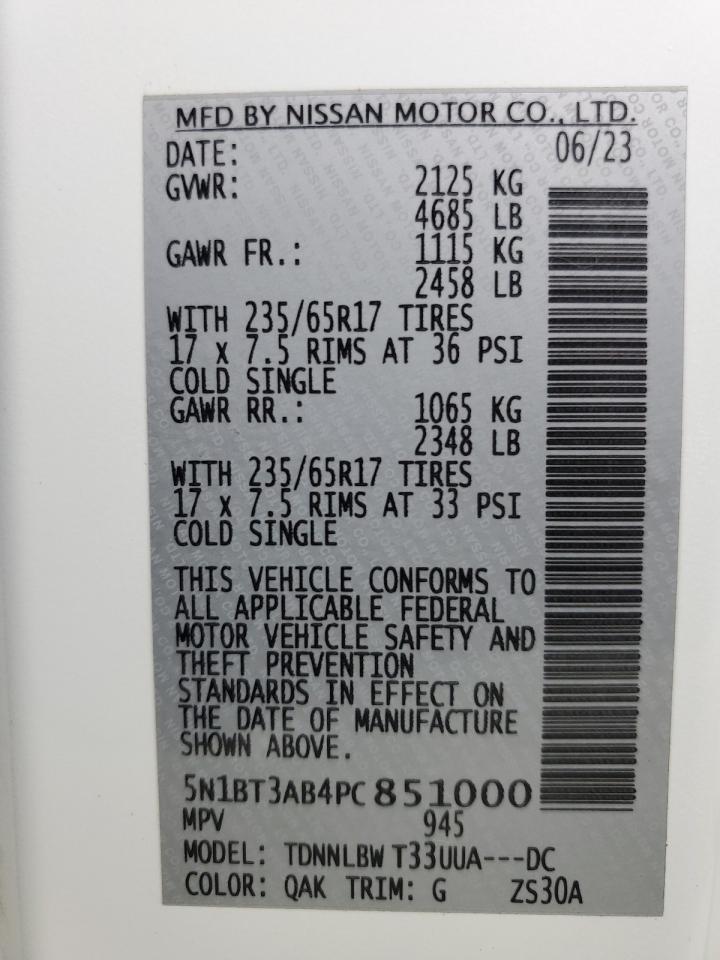 MFD BY NISSAN MOTOR CO., LTD.
DATE: 06/23
GVWR: 2125 KG
4685 LB
GAWR FR.: 1115 KG
2458 LB
WITH 235/65R17 TIRES
17 x 7.5 RIMS AT 36 PSI
COLD SINGLE
GAWR RR.: 1065 KG
2348 LB
WITH 235/65R17 TIRES
17 x 7.5 RIMS AT 33 PSI
COLD SINGLE
THIS VEHICLE CONFORMS TO
ALL APPLICABLE FEDERAL
MOTOR VEHICLE SAFETY AND
THEFT PREVENTION
STANDARDS IN EFFECT ON
THE DATE OF MANUFACTURE
SHOWN ABOVE.
5N1BT3AB4PC851000
MPV 945
MODEL: TDNNLBW T33UUA---DC
COLOR: QAK TRIM: G ZS30A